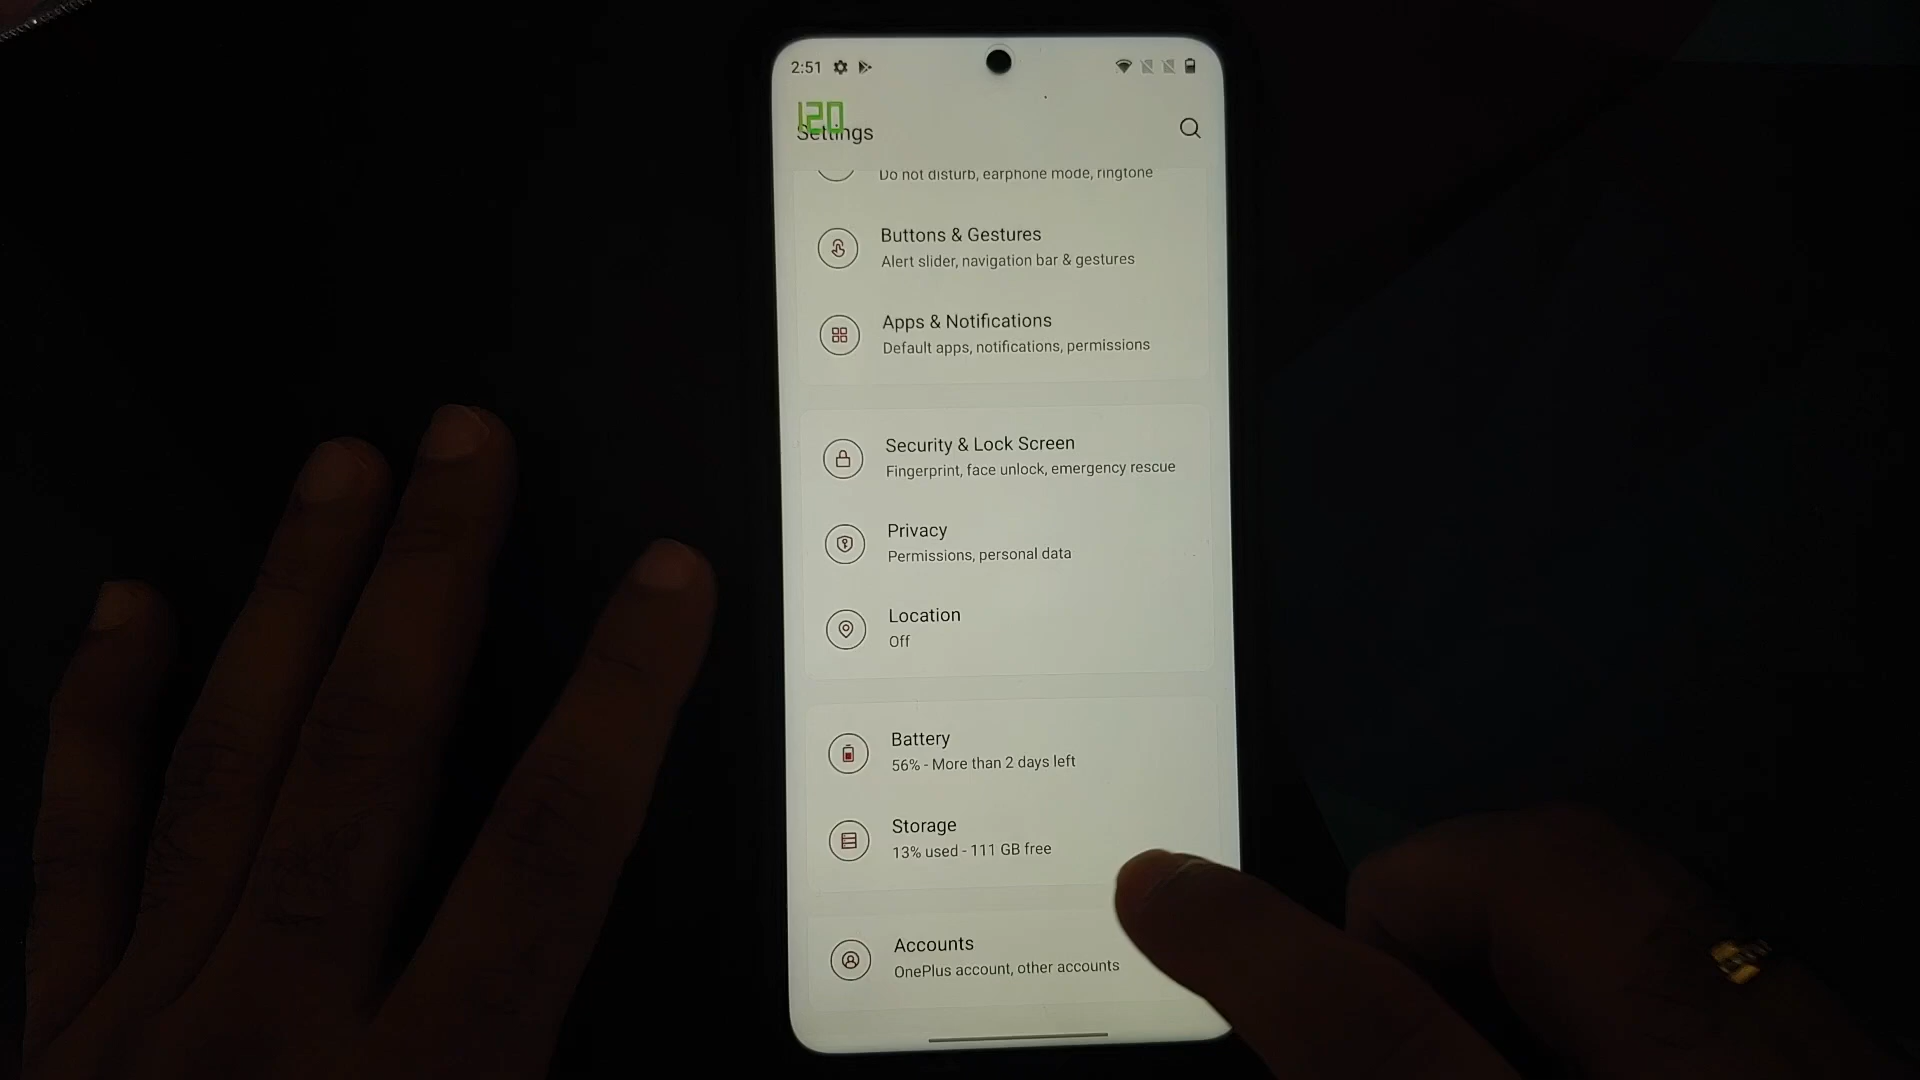 2:51
120
Settings
Do not disturb, earphone mode, ringtone
Buttons & Gestures
Alert slider, navigation bar & gestures
Apps & Notifications
Default apps, notifications, permissions
Security & Lock Screen
Fingerprint, face unlock, emergency rescue
Privacy
Permissions, personal data
Location
Off
Battery
56% - More than 2 days left
Storage
13% used - 111 GB free
Accounts
OnePlus account, other accounts